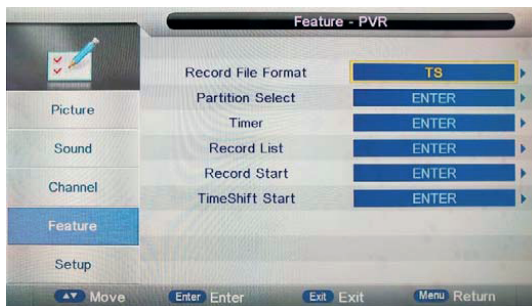 Feature - PVR
Record File Format TS
Partition Select ENTER
Timer ENTER
Record List ENTER
Record Start ENTER
TimeShift Start ENTER
Picture
Sound
Channel
Feature
Setup
Move Enter Enter Exit Exit Menu Return